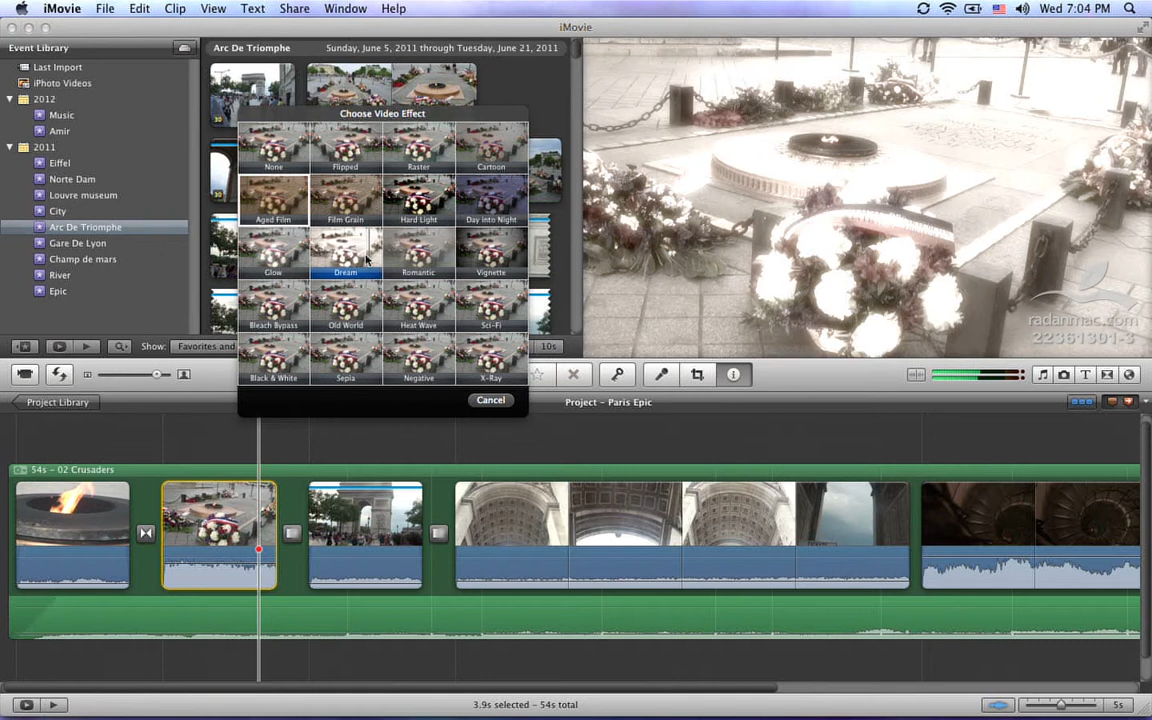 iMovie File Edit Clip View Text Share Window Help Wed 7:04 PM
iMovie
Event Library
Last Import
iPhoto Videos
2012
Music
Amir
2011
Eiffel
Norte Dam
Louvre museum
City
Arc De Triomphe
Gare De Lyon
Champ de mars
River
Epic
Arc De Triomphe Sunday, June 5, 2011 through Tuesday, June 21, 2011
30
30
Choose Video Effect
None Flipped Raster Cartoon
Aged Film Film Grain Hard Light Day into Night
Glow Dream Romantic Vignette
Bleach Bypass Old World Heat Wave Sci-Fi
Black & White Sepia Negative X-Ray
Cancel
radanmac.com
22361301-3
Show: Favorites and 10s
Project Library Project - Paris Epic
54s - 02 Crusaders
3.9s selected - 54s total 5s